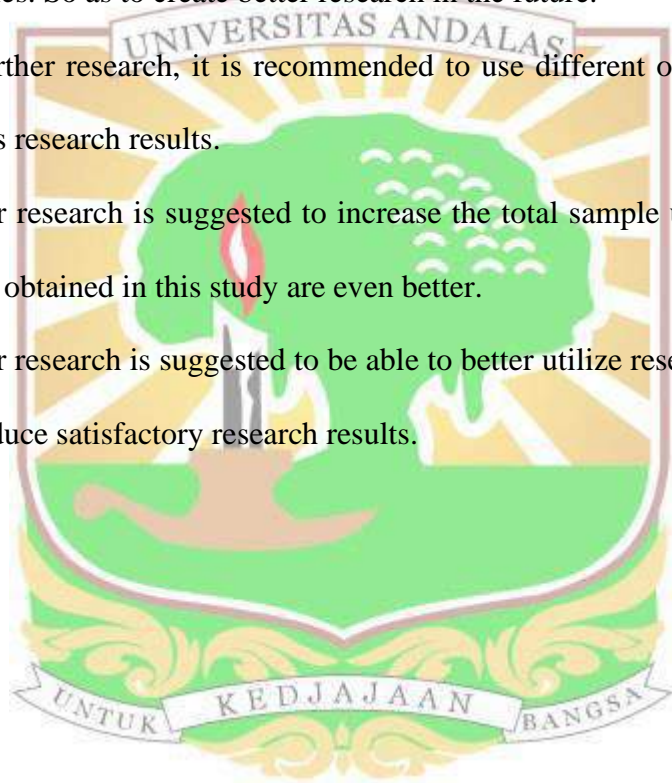 es. So as to create better research in the future.
UNIVERSITAS ANDALAS
rther research, it is recommended to use different o
s research results.
r research is suggested to increase the total sample u
obtained in this study are even better.
r research is suggested to be able to better utilize rese
duce satisfactory research results.
UNTUK KEDJAJAAN BANGSA